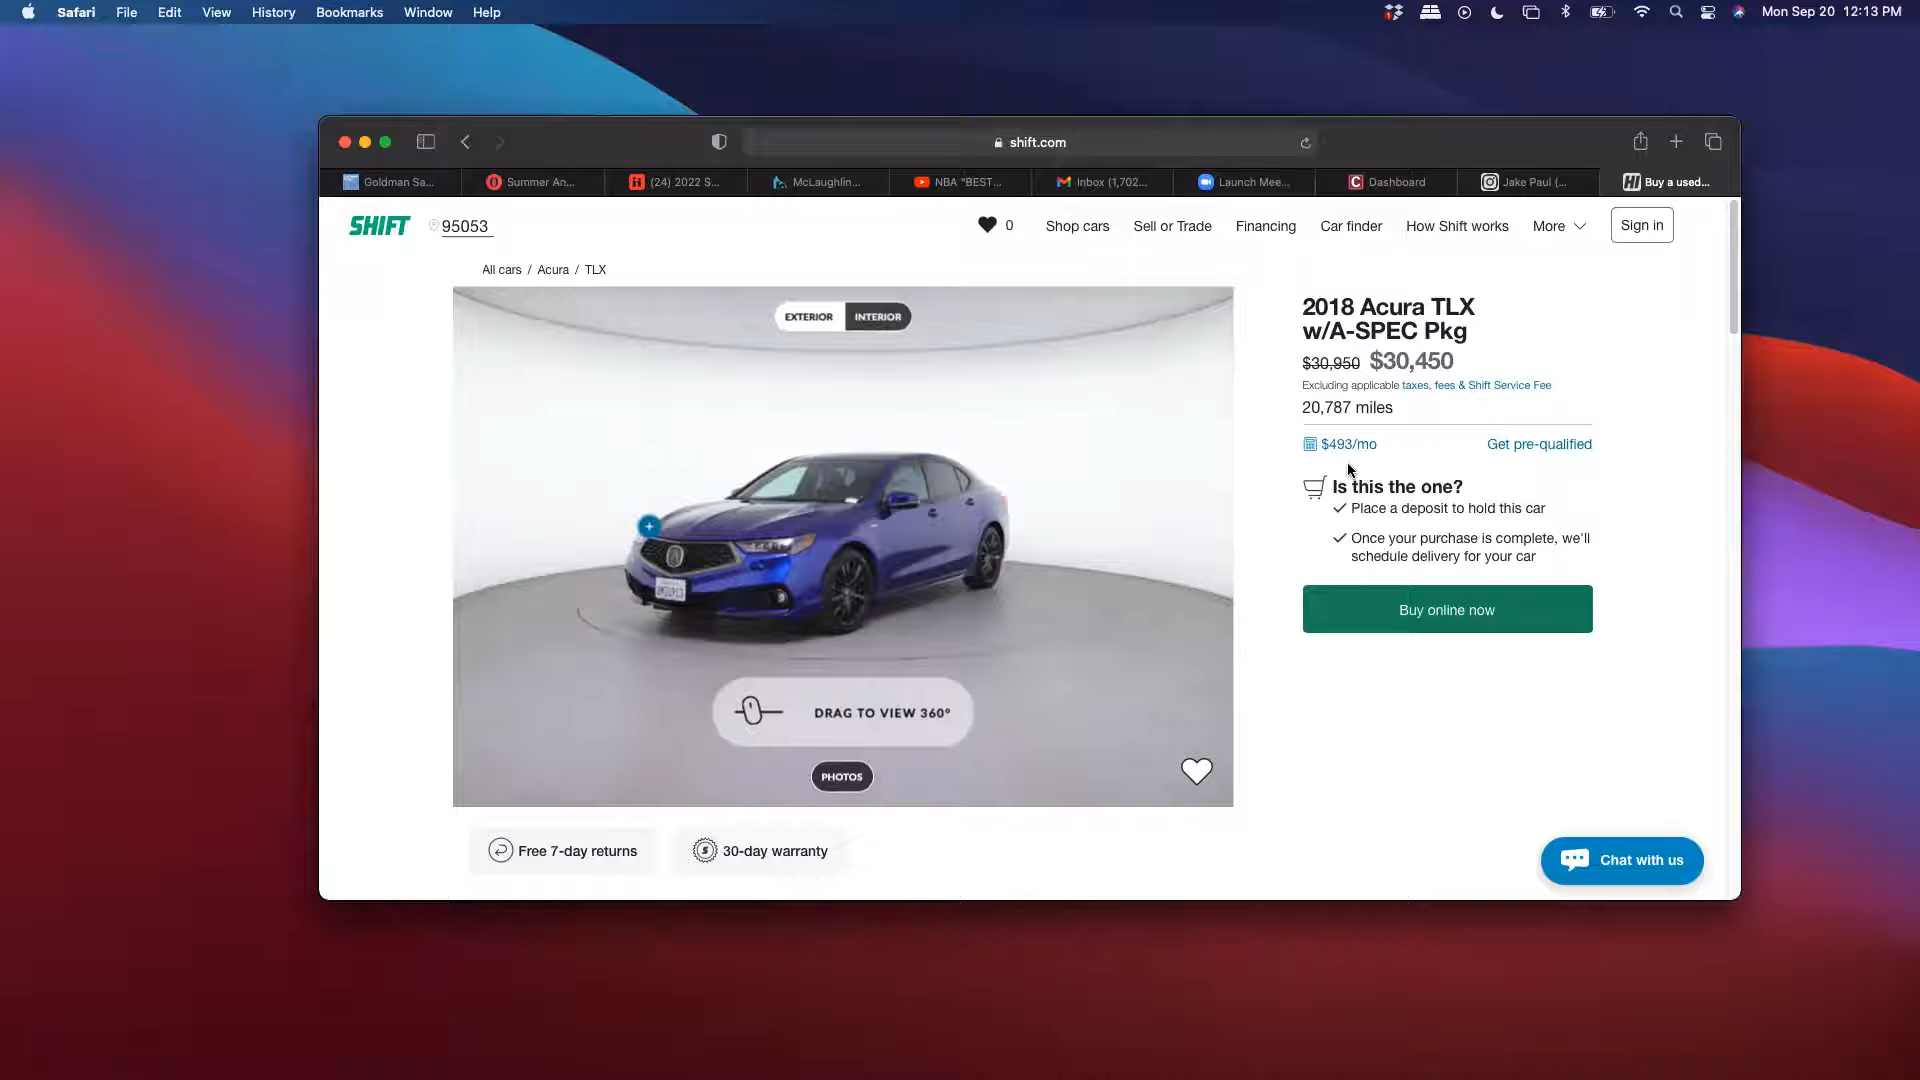 Safari File Edit View History Bookmarks Window Help
Mon Sep 20 12:13 PM
shift.com
Goldman Sa...
Summer An...
(24) 2022 S...
McLaughlin...
NBA "BEST...
Inbox (1,702...
Launch Mee...
Dashboard
Jake Paul (...
Buy a used...
SHIFT
95053
0
Shop cars
Sell or Trade
Financing
Car finder
How Shift works
More
Sign in
All cars / Acura / TLX
EXTERIOR INTERIOR
2018 Acura TLX
w/A-SPEC Pkg
$30,950 $30,450
Excluding applicable taxes, fees & Shift Service Fee
20,787 miles
$493/mo
Get pre-qualified
Is this the one?
Place a deposit to hold this car
Once your purchase is complete, we'll
schedule delivery for your car
Buy online now
DRAG TO VIEW 360°
PHOTOS
Free 7-day returns
30-day warranty
Chat with us